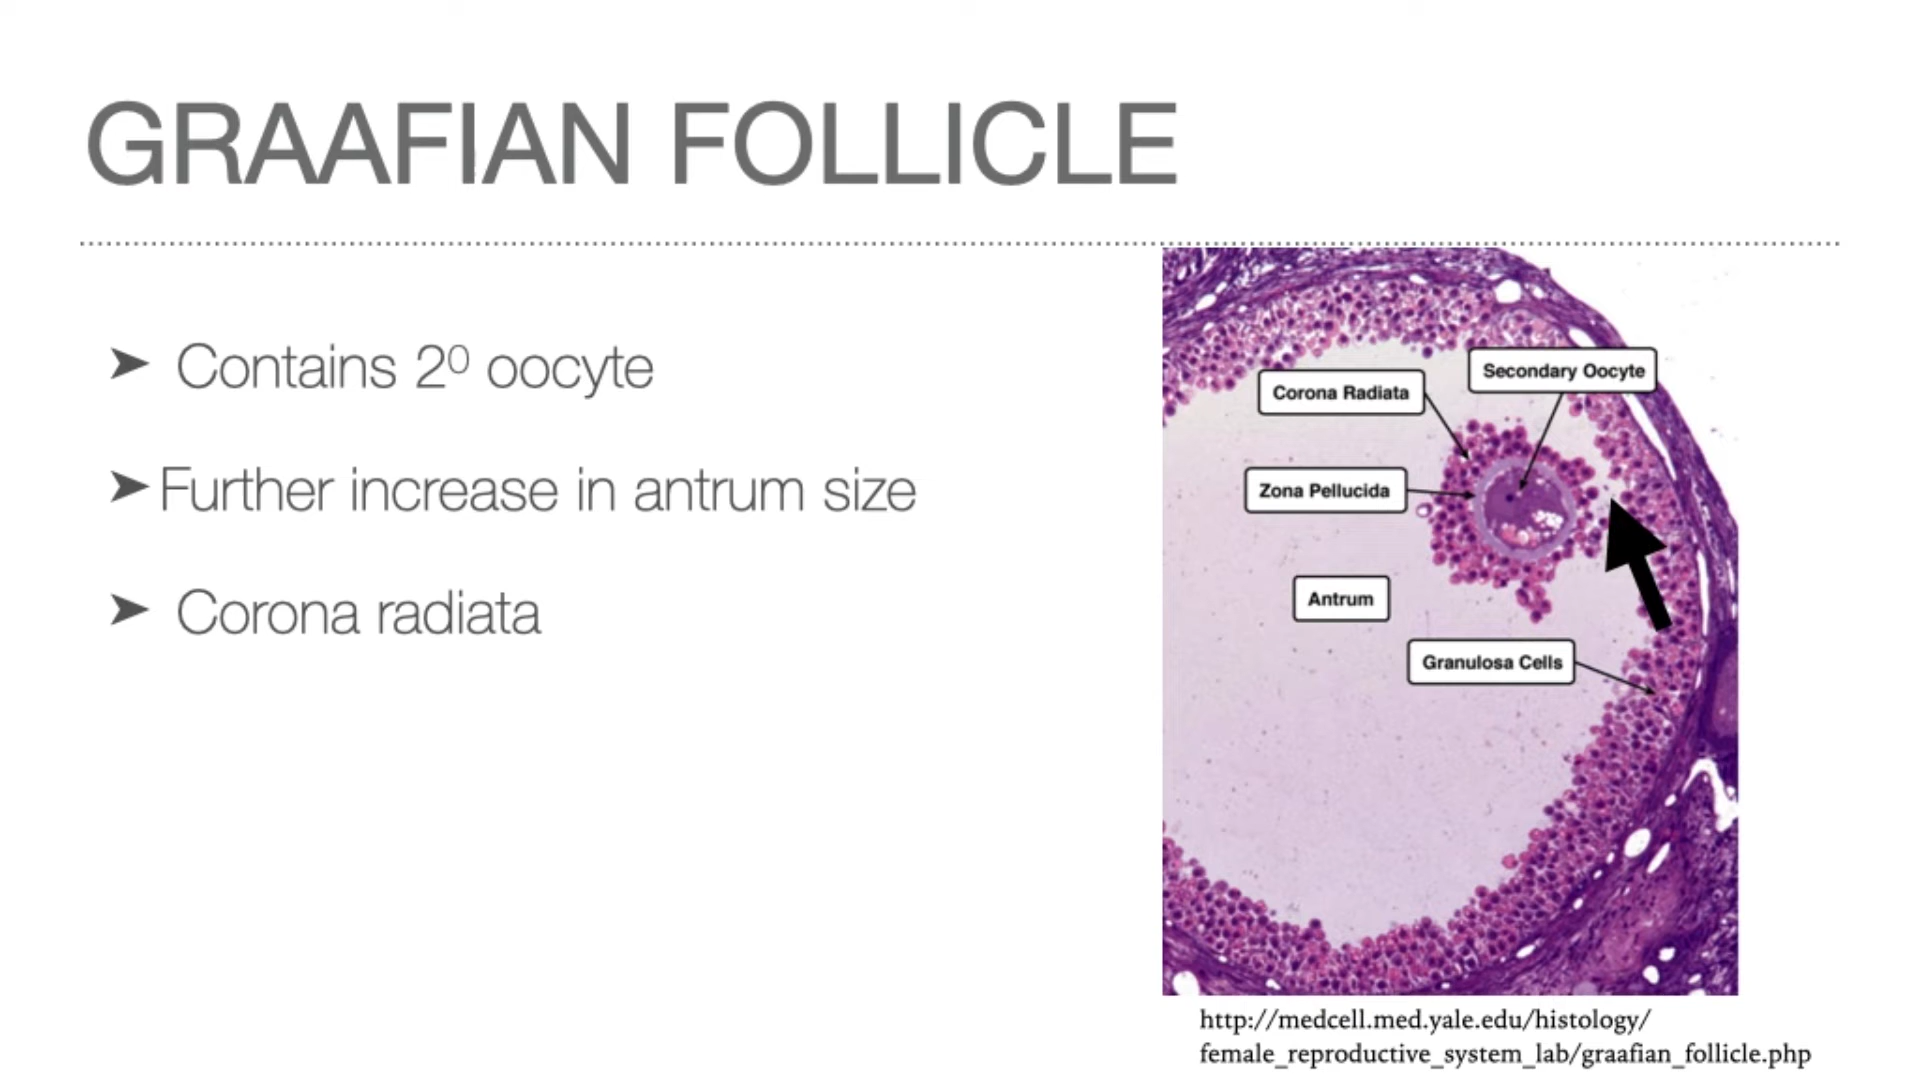 GRAAFIAN FOLLICLE
➤ Contains 2⁰ oocyte
➤ Further increase in antrum size
➤ Corona radiata
Secondary Oocyte
Corona Radiata
Zona Pellucida
Antrum
Granulosa Cells
http://medcell.med.yale.edu/histology/
female_reproductive_system_lab/graafian_follicle.php